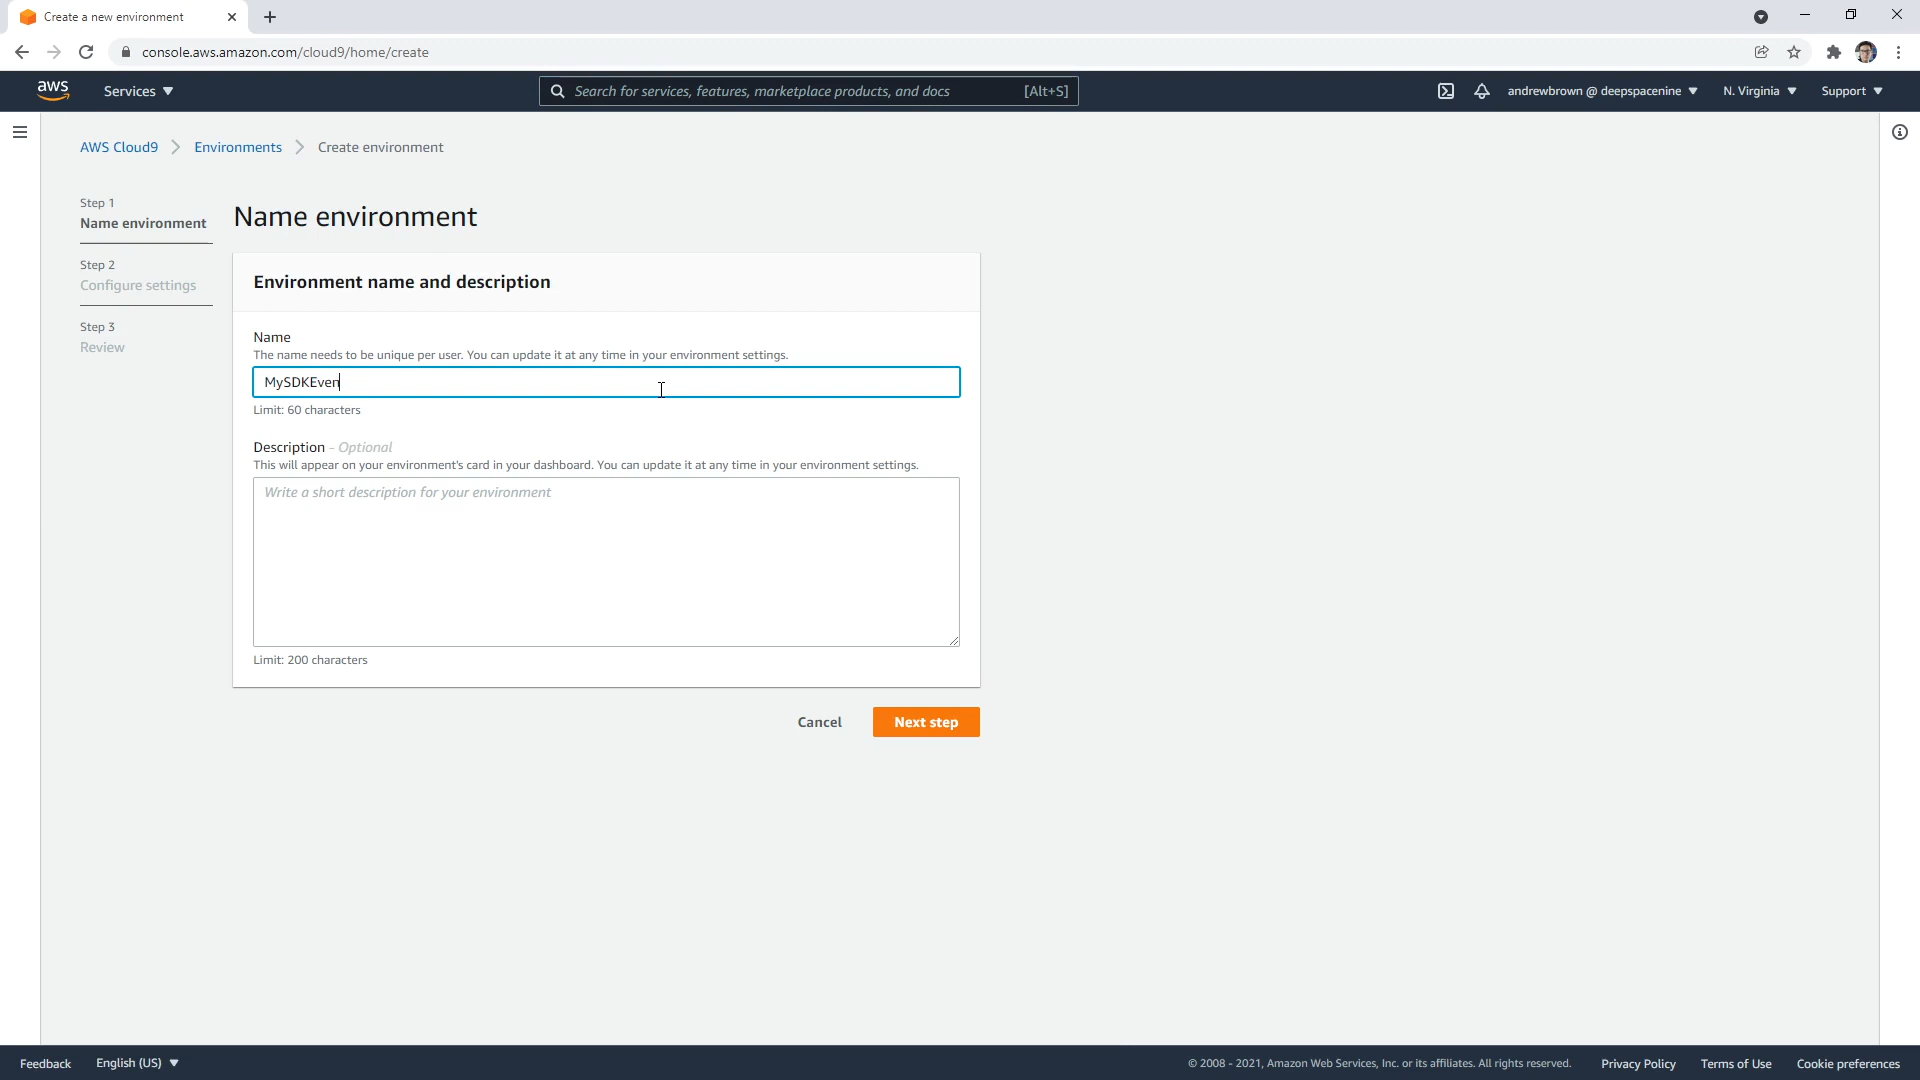 Create a new environment
console.aws.amazon.com/cloud9/home/create
aws
Services
Search for services, features, marketplace products, and docs
[Alt+S]
andrewbrown @ deepspacenine
N. Virginia
Support
AWS Cloud9
Environments
Create environment
Step 1
Name environment
Step 2
Configure settings
Step 3
Review
Name environment
Environment name and description
Name
The name needs to be unique per user. You can update it at any time in your environment settings.
MySDKEven
Limit: 60 characters
Description - Optional
This will appear on your environment's card in your dashboard. You can update it at any time in your environment settings.
Write a short description for your environment
Limit: 200 characters
Cancel
Next step
Feedback
English (US)
© 2008 - 2021, Amazon Web Services, Inc. or its affiliates. All rights reserved.
Privacy Policy
Terms of Use
Cookie preferences